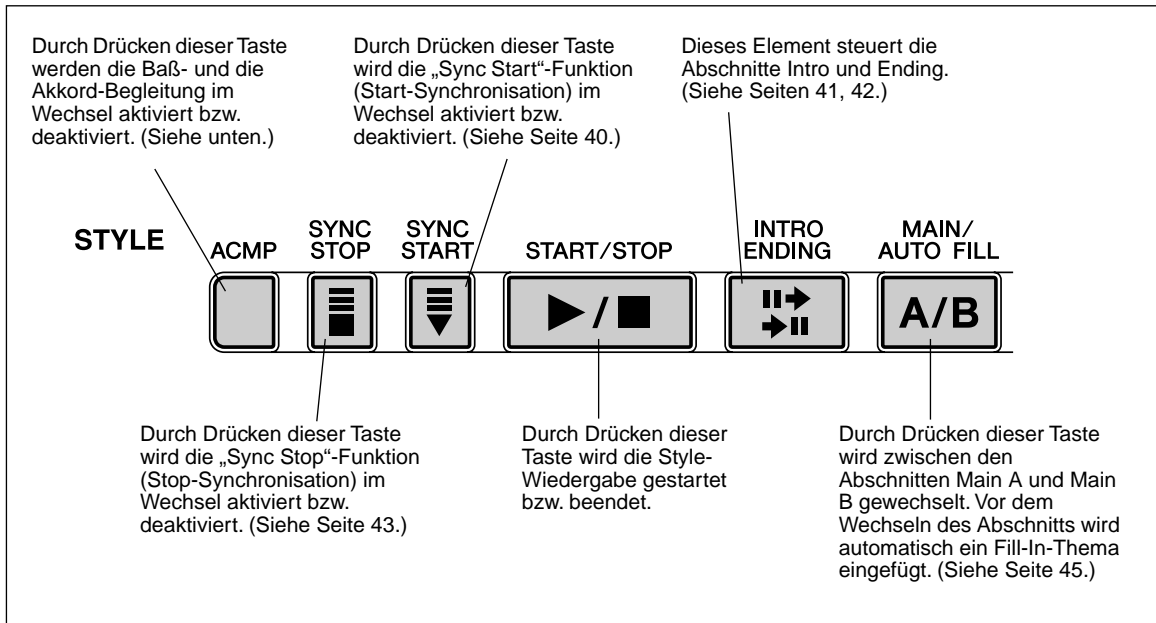 Durch Drücken dieser Taste
werden die Baß- und die
Akkord-Begleitung im
Wechsel aktiviert bzw.
deaktiviert. (Siehe unten.)
Durch Drücken dieser Taste
wird die „Sync Start“-Funktion
(Start-Synchronisation) im
Wechsel aktiviert bzw.
deaktiviert. (Siehe Seite 40.)
Dieses Element steuert die
Abschnitte Intro und Ending.
(Siehe Seiten 41, 42.)
STYLE
ACMP
SYNC
STOP
SYNC
START
START/STOP
INTRO
ENDING
MAIN/
AUTO FILL
A/B
Durch Drücken dieser Taste
wird die „Sync Stop“-Funktion
(Stop-Synchronisation) im
Wechsel aktiviert bzw.
deaktiviert. (Siehe Seite 43.)
Durch Drücken dieser
Taste wird die Style-
Wiedergabe gestartet
bzw. beendet.
Durch Drücken dieser Taste
wird zwischen den
Abschnitten Main A und Main
B gewechselt. Vor dem
Wechseln des Abschnitts wird
automatisch ein Fill-In-Thema
eingefügt. (Siehe Seite 45.)